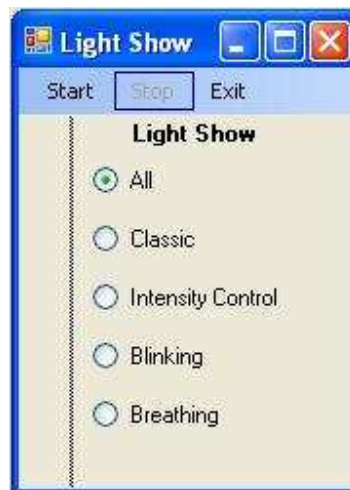 Light Show
Start Stop Exit
Light Show
All
Classic
Intensity Control
Blinking
Breathing